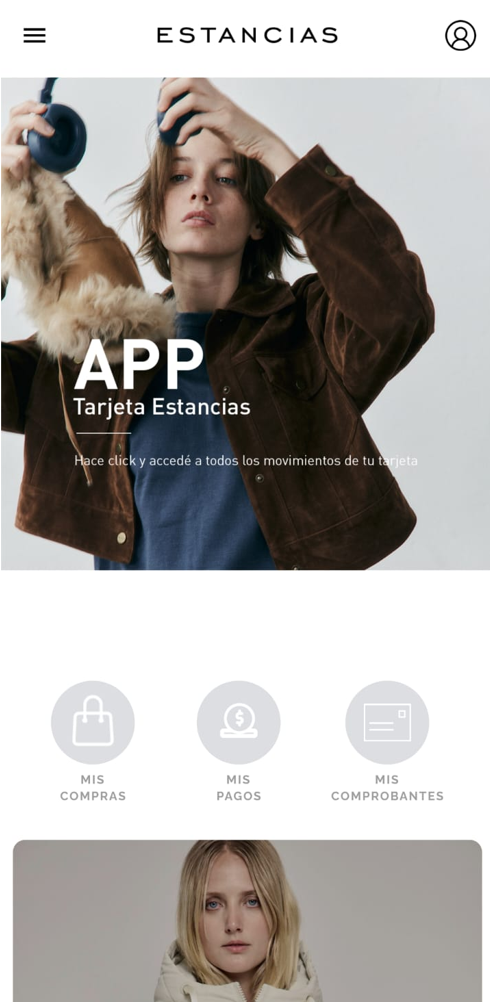 ESTANCIAS
APP
Tarjeta Estancias
Hace click y accedé a todos los movimientos de tu tarjeta
MIS
COMPRAS
MIS
PAGOS
MIS
COMPROBANTES